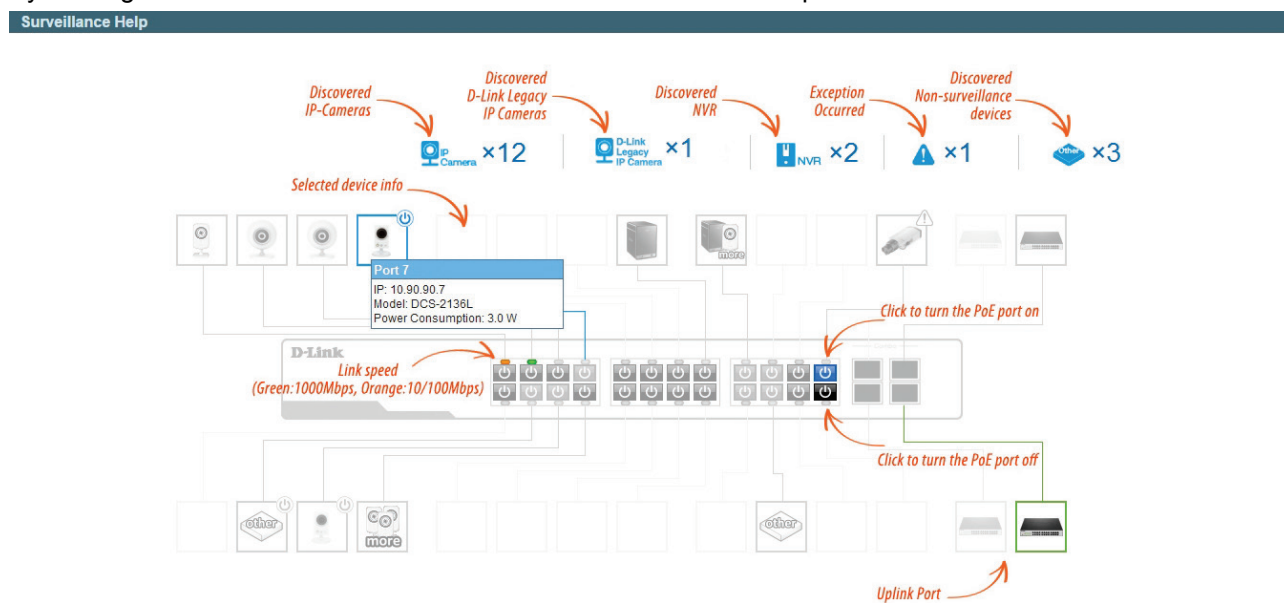 Surveillance Help
Discovered
IP-Cameras
Discovered
D-Link Legacy
IP Cameras
Discovered
NVR
Exception
Occurred
Discovered
Non-surveillance
devices
IP
Camera ×12
D-Link
Legacy
IP Camera ×1
NVR ×2
×1
Other ×3
Selected device info
more
Port 7
IP: 10.90.90.7
Model: DCS-2136L
Power Consumption: 3.0 W
Click to turn the PoE port on
D-Link
Link speed
(Green:1000Mbps, Orange:10/100Mbps)
Click to turn the PoE port off
other
more
other
Uplink Port